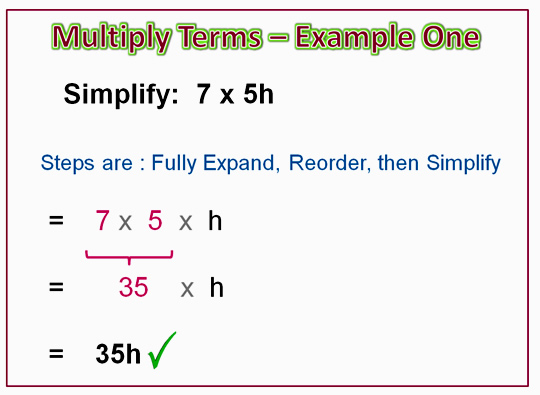 Multiply Terms – Example One
Simplify: 7 x 5h
Steps are : Fully Expand, Reorder, then Simplify
= 7 x 5 x h
= 35 x h
= 35h ✓